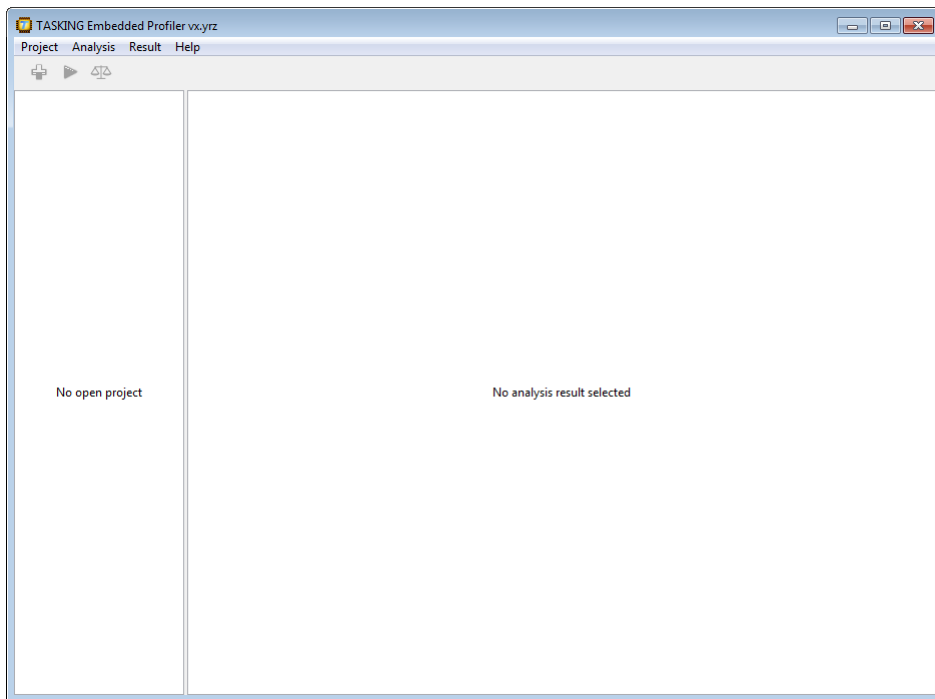 TASKING Embedded Profiler vx.yrz
Project Analysis Result Help
No open project
No analysis result selected